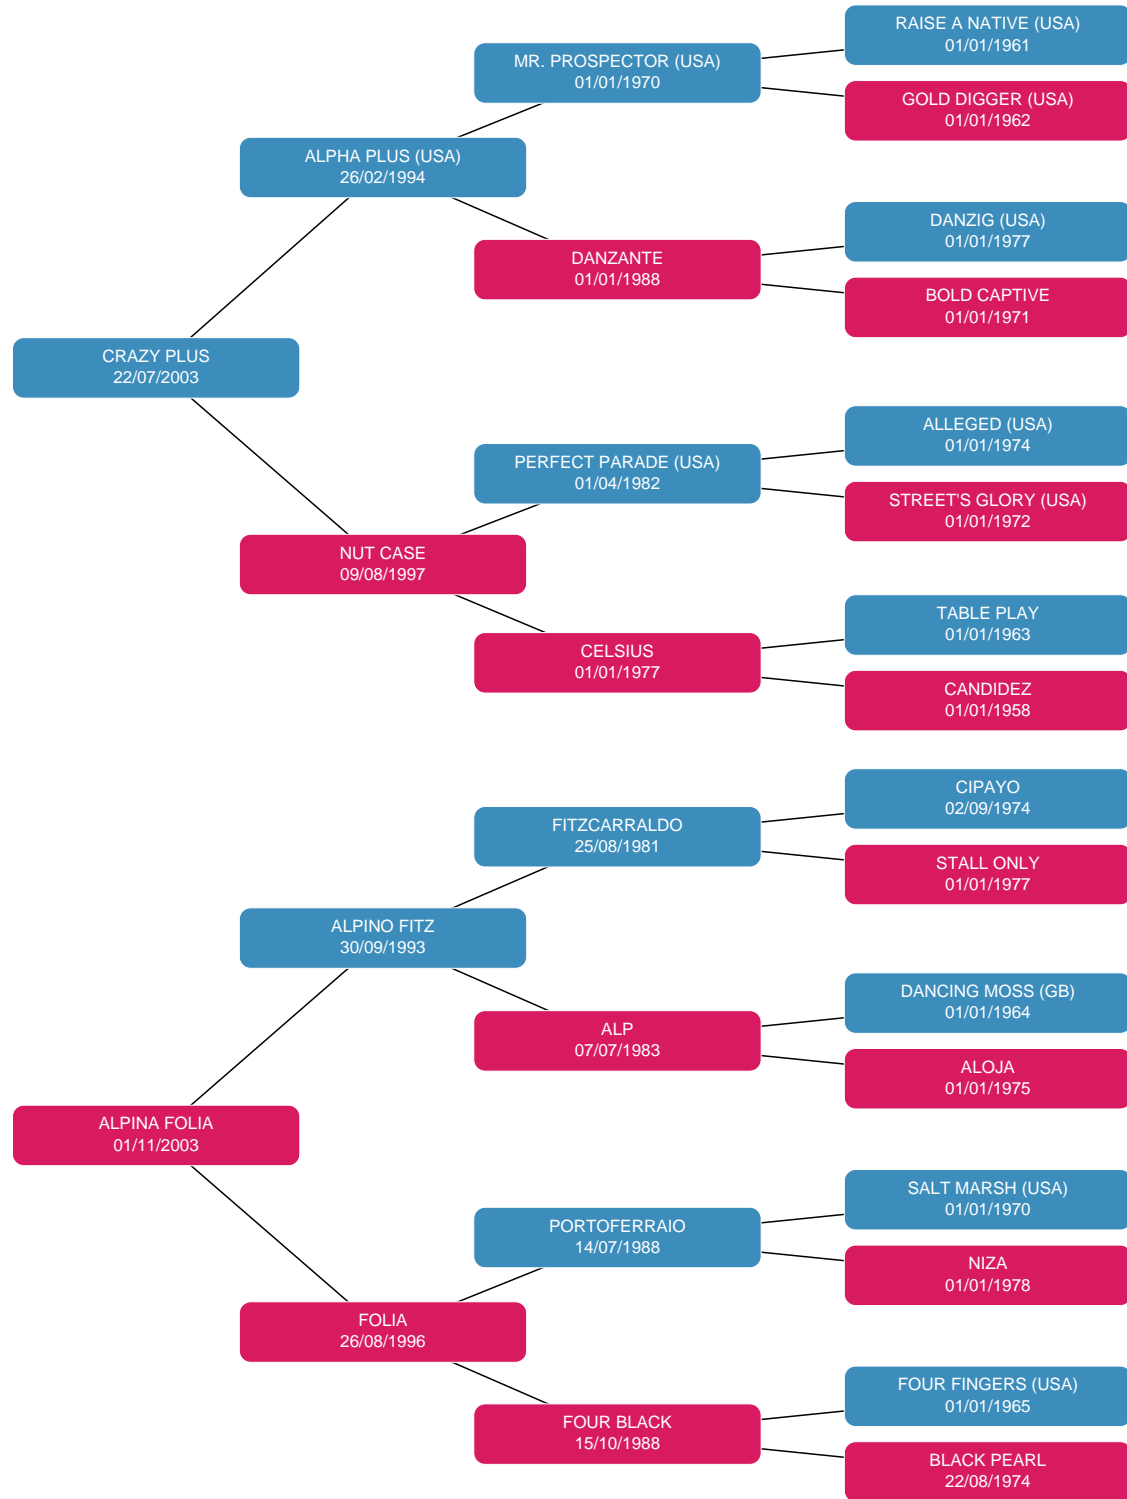 RAISE A NATIVE (USA)
01/01/1961
MR. PROSPECTOR (USA)
01/01/1970
GOLD DIGGER (USA)
01/01/1962
ALPHA PLUS (USA)
26/02/1994
DANZIG (USA)
01/01/1977
DANZANTE
01/01/1988
BOLD CAPTIVE
01/01/1971
CRAZY PLUS
22/07/2003
ALLEGED (USA)
01/01/1974
PERFECT PARADE (USA)
01/04/1982
STREET'S GLORY (USA)
01/01/1972
NUT CASE
09/08/1997
TABLE PLAY
01/01/1963
CELSIUS
01/01/1977
CANDIDEZ
01/01/1958
CIPAYO
02/09/1974
FITZCARRALDO
25/08/1981
STALL ONLY
01/01/1977
ALPINO FITZ
30/09/1993
DANCING MOSS (GB)
01/01/1964
ALP
07/07/1983
ALOJA
01/01/1975
ALPINA FOLIA
01/11/2003
SALT MARSH (USA)
01/01/1970
PORTOFERRAIO
14/07/1988
NIZA
01/01/1978
FOLIA
26/08/1996
FOUR FINGERS (USA)
01/01/1965
FOUR BLACK
15/10/1988
BLACK PEARL
22/08/1974